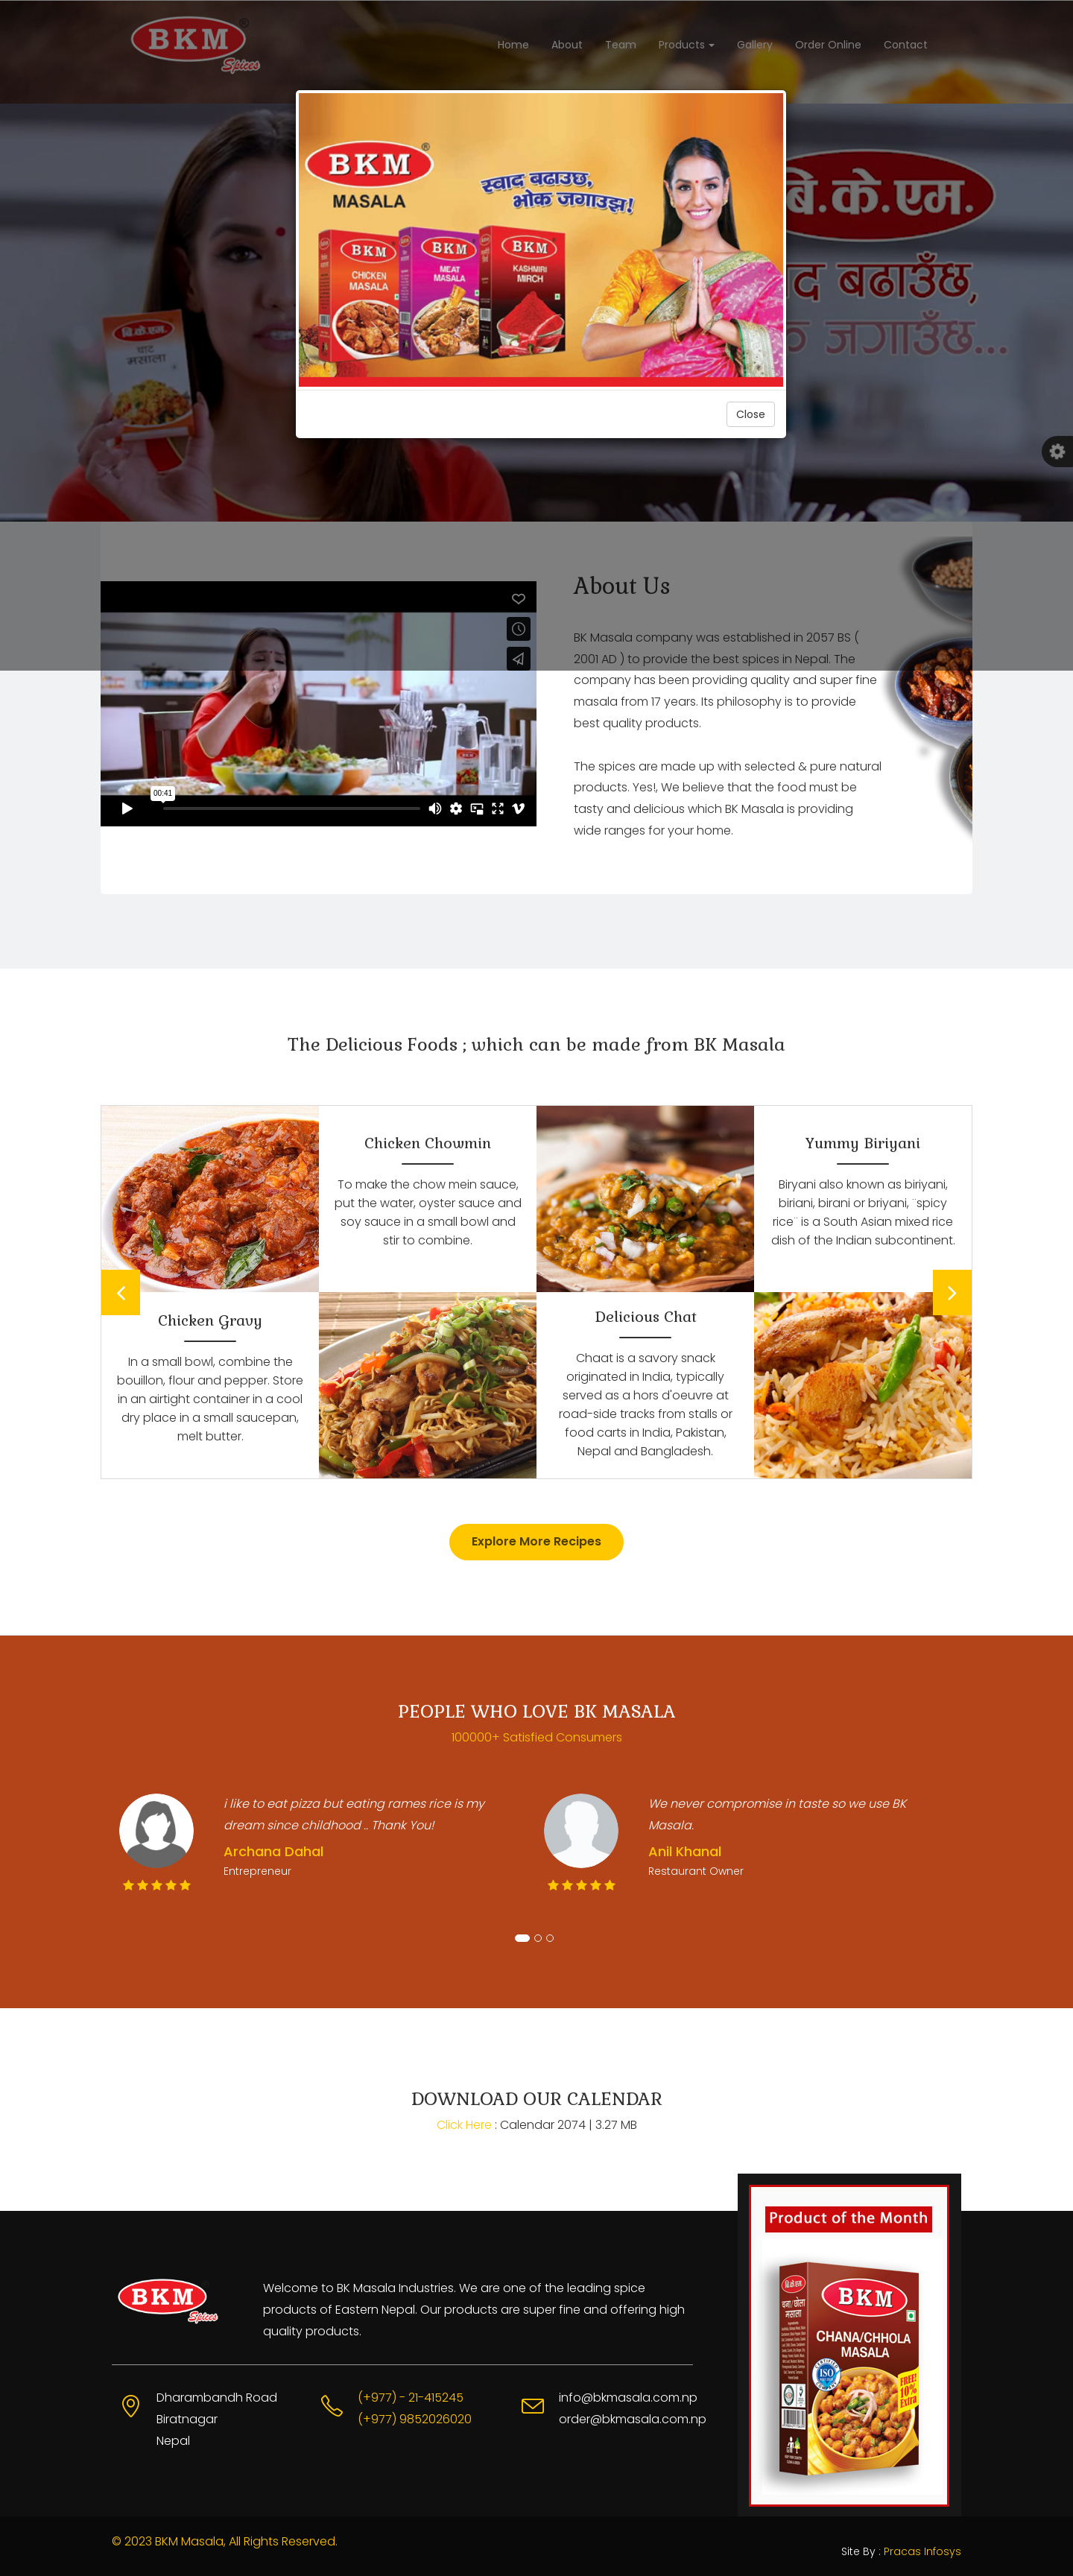 BKM
Spices
Home About Team Products Gallery Order Online Contact
BKM ®
MASALA
स्वाद बढाउछ,
भोक जगाउझ!
BKM
CHICKEN
MASALA
BKM
MEAT
MASALA
BKM
KASHMIRI
MIRCH
बि.के.एम.
द बढाउँछ,
क जगाउँछ...
बि.के.एम.
चाट
मसाला
Close
About Us
BK Masala company was established in 2057 BS (
2001 AD ) to provide the best spices in Nepal. The
company has been providing quality and super fine
masala from 17 years. Its philosophy is to provide
best quality products.
The spices are made up with selected & pure natural
products. Yes!, We believe that the food must be
tasty and delicious which BK Masala is providing
wide ranges for your home.
00:41
The Delicious Foods ; which can be made from BK Masala
Chicken Chowmin
To make the chow mein sauce,
put the water, oyster sauce and
soy sauce in a small bowl and
stir to combine.
Yummy Biriyani
Biryani also known as biriyani,
biriani, birani or briyani, ¨spicy
rice¨ is a South Asian mixed rice
dish of the Indian subcontinent.
Chicken Gravy
In a small bowl, combine the
bouillon, flour and pepper. Store
in an airtight container in a cool
dry place in a small saucepan,
melt butter.
Delicious Chat
Chaat is a savory snack
originated in India, typically
served as a hors d'oeuvre at
road-side tracks from stalls or
food carts in India, Pakistan,
Nepal and Bangladesh.
Explore More Recipes
PEOPLE WHO LOVE BK MASALA
100000+ Satisfied Consumers
i like to eat pizza but eating rames rice is my
dream since childhood .. Thank You!
Archana Dahal
Entrepreneur
We never compromise in taste so we use BK
Masala.
Anil Khanal
Restaurant Owner
DOWNLOAD OUR CALENDAR
Click Here : Calendar 2074 | 3.27 MB
BKM
Spices
Welcome to BK Masala Industries. We are one of the leading spice
products of Eastern Nepal. Our products are super fine and offering high
quality products.
Dharambandh Road
Biratnagar
Nepal
(+977) - 21-415245
(+977) 9852026020
info@bkmasala.com.np
order@bkmasala.com.np
Product of the Month
बि.के.एम.
चना/छोला
मसाला
BKM
CHANA/CHHOLA
MASALA
ISO
FREE!
10%
Extra
© 2023 BKM Masala, All Rights Reserved.
Site By : Pracas Infosys